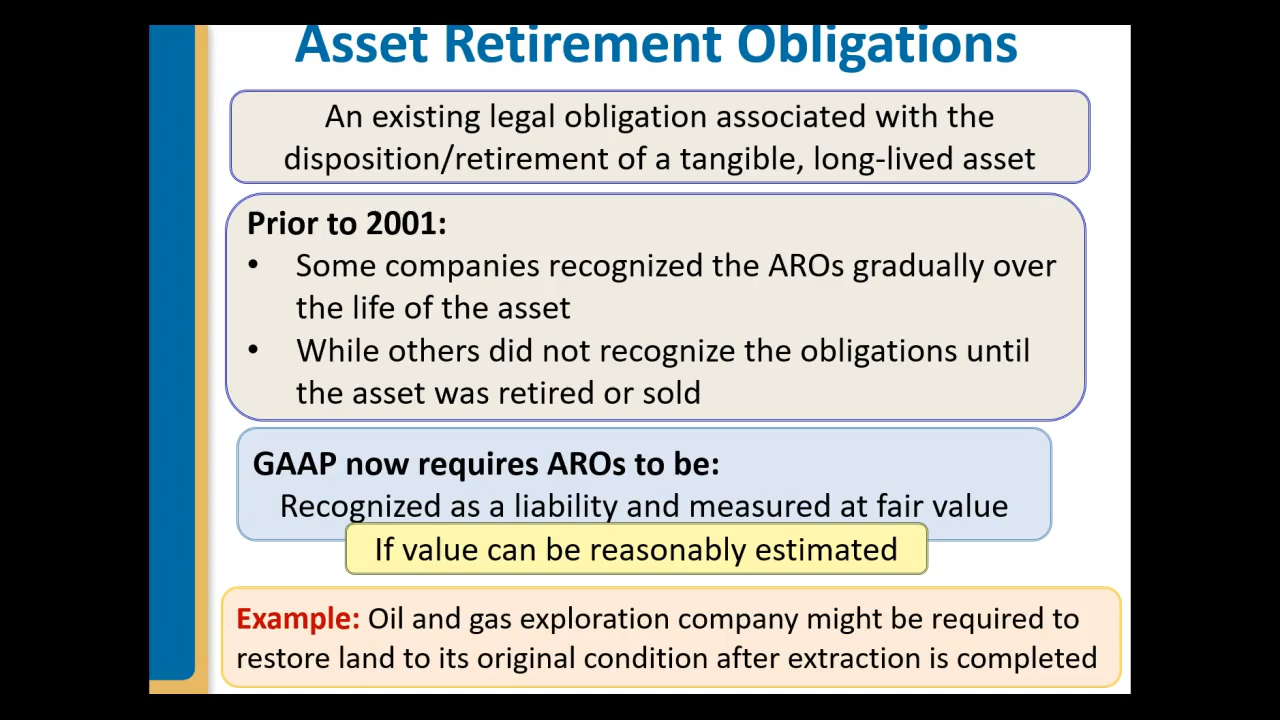 Asset Retirement Obligations
An existing legal obligation associated with the
disposition/retirement of a tangible, long-lived asset
Prior to 2001:
• Some companies recognized the AROs gradually over
the life of the asset
• While others did not recognize the obligations until
the asset was retired or sold
GAAP now requires AROs to be:
Recognized as a liability and measured at fair value
If value can be reasonably estimated
Example: Oil and gas exploration company might be required to
restore land to its original condition after extraction is completed